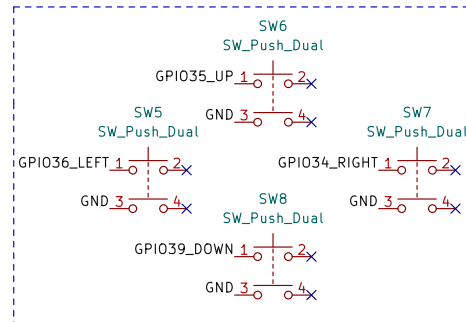 SW6
SW_Push_Dual
GPIO35_UP 1 2
GND 3 4
SW5
SW_Push_Dual
GPIO36_LEFT 1 2
GND 3 4
SW7
SW_Push_Dual
GPIO34_RIGHT 1 2
GND 3 4
SW8
SW_Push_Dual
GPIO39_DOWN 1 2
GND 3 4